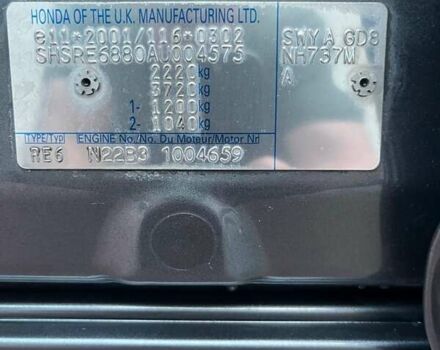 HONDA OF THE U.K. MANUFACTURING LTD.
e11*2001/116*0302 SWYA GD8
SHSRE6880AU004575 NH737M
2220kg A
3720kg
1- 1200kg
2- 1040kg
TYPE/TYP ENGINE No/No. Du Moteur/Motor Nr
RE6 N22B3 1004659